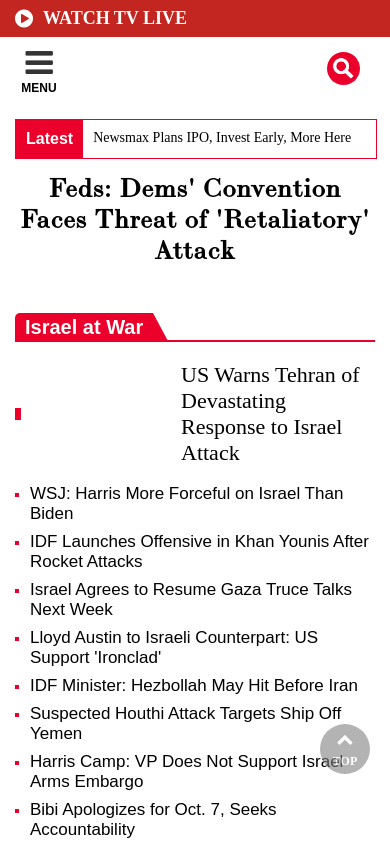 WATCH TV LIVE
MENU
Latest
Newsmax Plans IPO, Invest Early, More Here
Feds: Dems' Convention
Faces Threat of 'Retaliatory'
Attack
Israel at War
US Warns Tehran of
Devastating
Response to Israel
Attack
WSJ: Harris More Forceful on Israel Than
Biden
IDF Launches Offensive in Khan Younis After
Rocket Attacks
Israel Agrees to Resume Gaza Truce Talks
Next Week
Lloyd Austin to Israeli Counterpart: US
Support 'Ironclad'
IDF Minister: Hezbollah May Hit Before Iran
Suspected Houthi Attack Targets Ship Off
Yemen
Harris Camp: VP Does Not Support Israel
Arms Embargo
TOP
Bibi Apologizes for Oct. 7, Seeks
Accountability